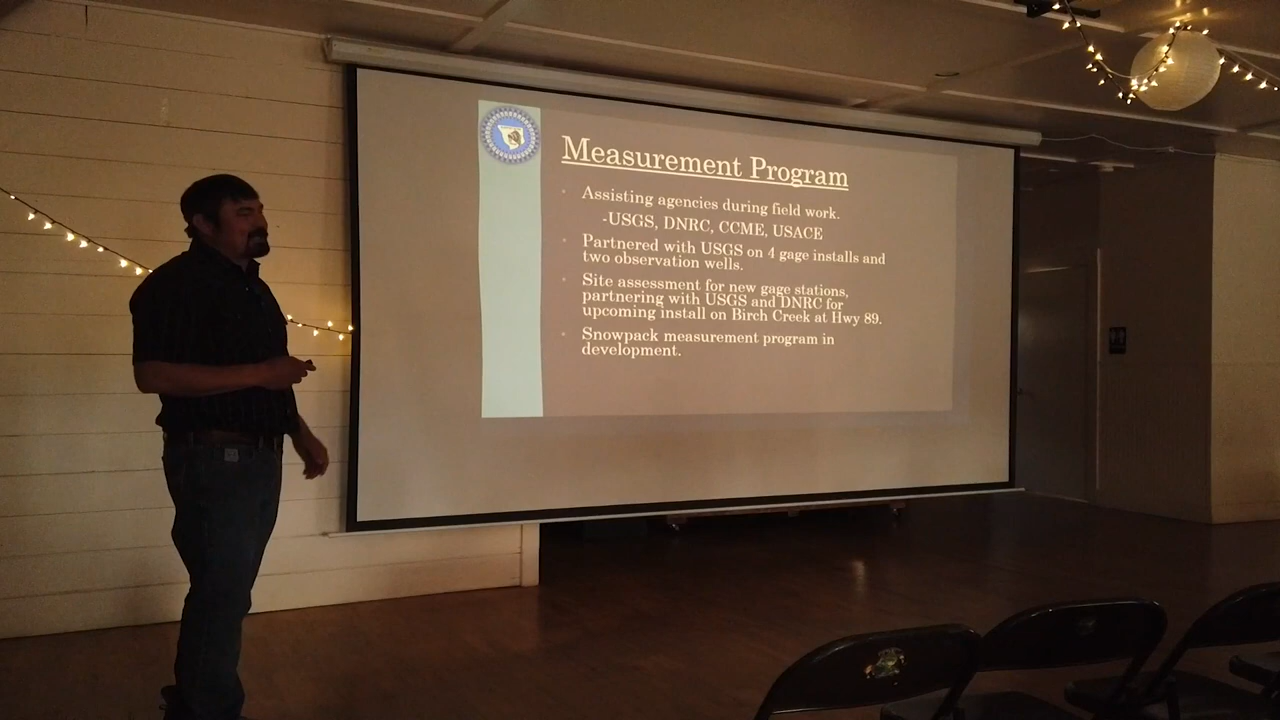 Measurement Program
Assisting agencies during field work.
-USGS, DNRC, CCME, USACE
Partnered with USGS on 4 gage installs and
two observation wells.
Site assessment for new gage stations,
partnering with USGS and DNRC for
upcoming install on Birch Creek at Hwy 89.
Snowpack measurement program in
development.